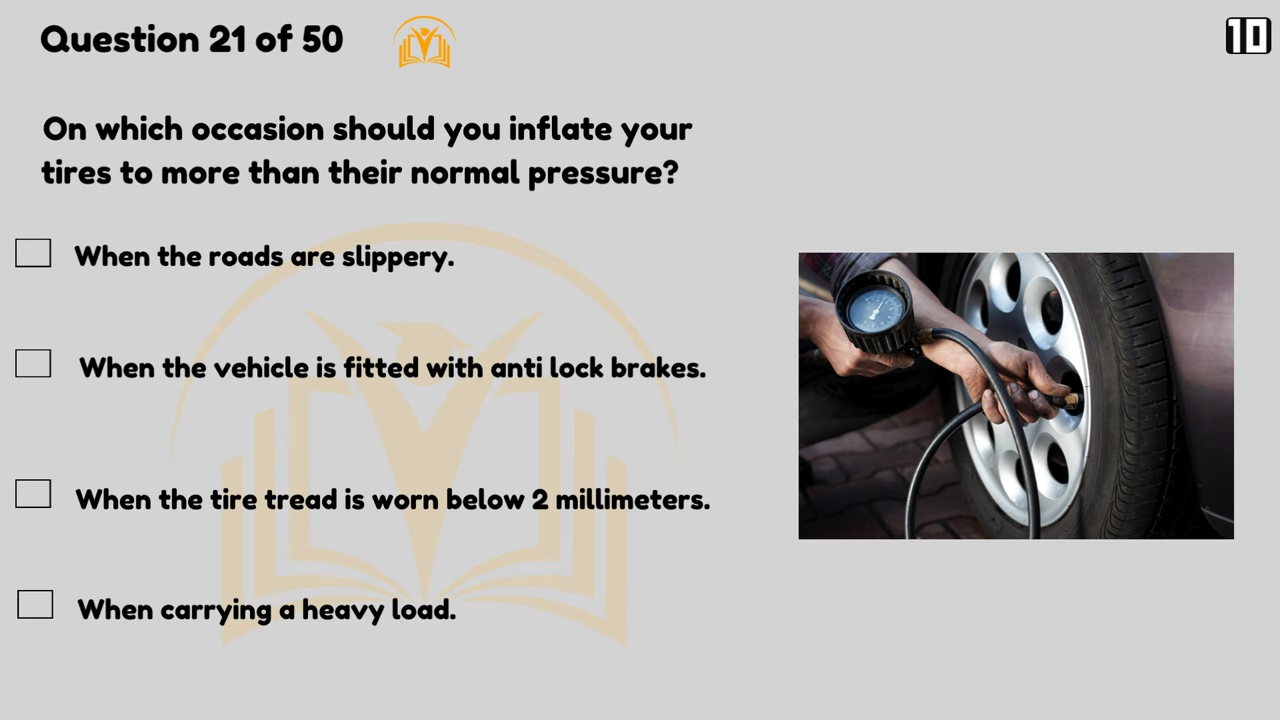 Question 21 of 50
10
On which occasion should you inflate your
tires to more than their normal pressure?
When the roads are slippery.
When the vehicle is fitted with anti lock brakes.
When the tire tread is worn below 2 millimeters.
When carrying a heavy load.